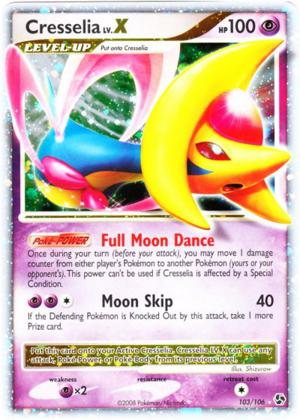 Cresselia LV.X HP 100
LEVEL-UP Put onto Cresselia
Poké-POWER Full Moon Dance
Once during your turn (before your attack), you may move 1 damage
counter from either player's Pokémon to another Pokémon (yours or your
opponent's). This power can't be used if Cresselia is affected by a
Special Condition.
Moon Skip 40
If the Defending Pokémon is Knocked Out by this attack, take 1 more
Prize card.
Put this card onto your Active Cresselia. Cresselia LV.X can use any
attack, Poké-Power, or Poké-Body from its previous level.
Illus. Shizurow
weakness resistance retreat cost
×2
©2008 Pokémon/Nintendo 103/106